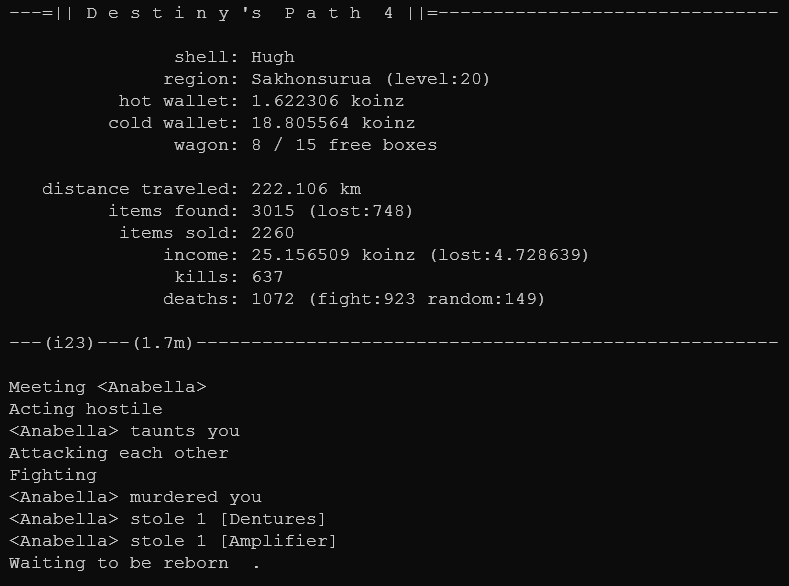 ---=|| D e s t i n y 's  P a t h  4 ||=-------------------------------
shell: Hugh
region: Sakhonsurua (level:20)
hot wallet: 1.622306 koinz
cold wallet: 18.805564 koinz
wagon: 8 / 15 free boxes
distance traveled: 222.106 km
items found: 3015 (lost:748)
items sold: 2260
income: 25.156509 koinz (lost:4.728639)
kills: 637
deaths: 1072 (fight:923 random:149)
---(i23)---(1.7m)-----------------------------------------------------
Meeting <Anabella>
Acting hostile
<Anabella> taunts you
Attacking each other
Fighting
<Anabella> murdered you
<Anabella> stole 1 [Dentures]
<Anabella> stole 1 [Amplifier]
Waiting to be reborn  .